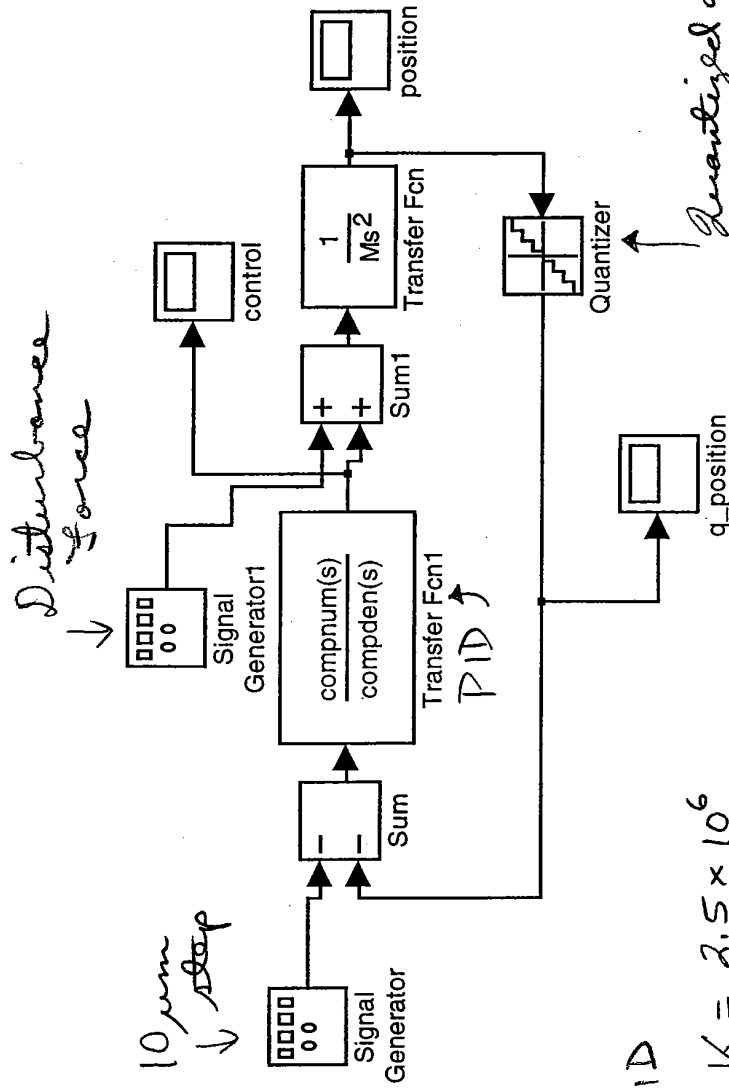 Disturbance
force
10 µm
step
Signal
Generator
Signal
Generator1
Sum
compnum(s)
compden(s)
Transfer Fcn1
PID
control
Sum1
1
Ms²
Transfer Fcn
position
Quantizer
Quantized
q_position
K = 2.5 × 10⁶